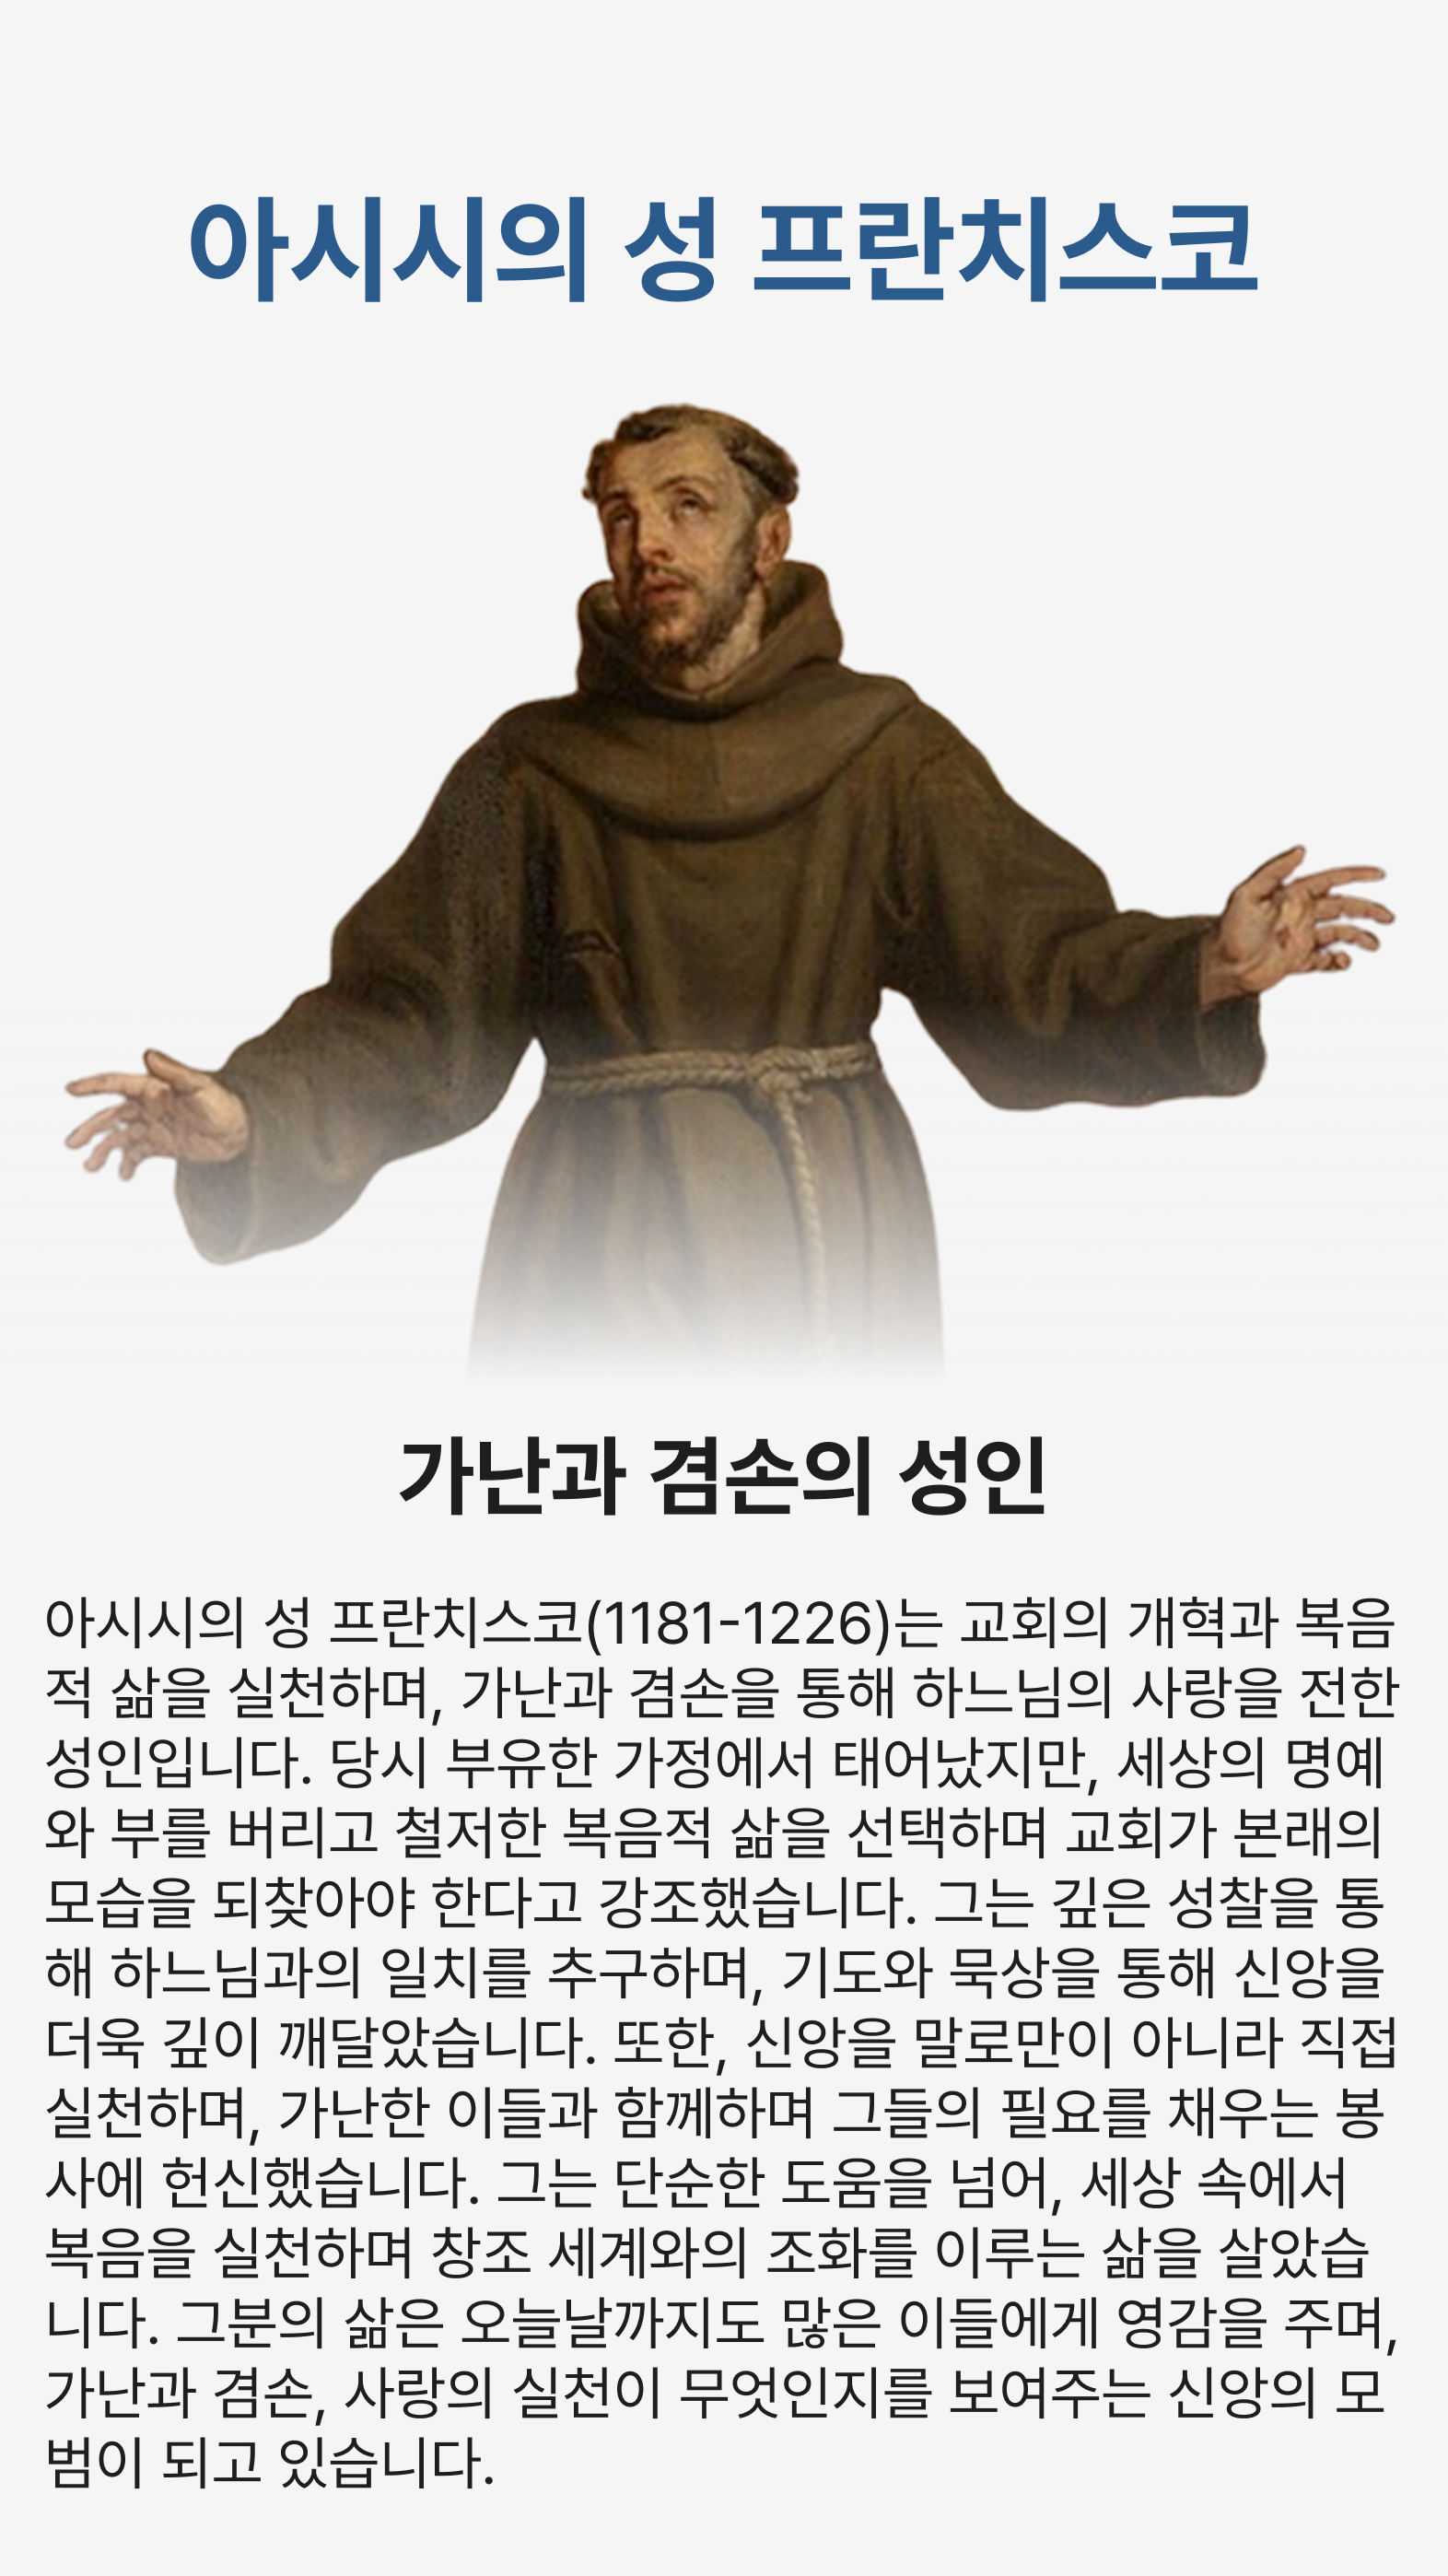 아시시의 성 프란치스코
가난과 겸손의 성인
아시시의 성 프란치스코(1181-1226)는 교회의 개혁과 복음
적 삶을 실천하며, 가난과 겸손을 통해 하느님의 사랑을 전한
성인입니다. 당시 부유한 가정에서 태어났지만, 세상의 명예
와 부를 버리고 철저한 복음적 삶을 선택하며 교회가 본래의
모습을 되찾아야 한다고 강조했습니다. 그는 깊은 성찰을 통
해 하느님과의 일치를 추구하며, 기도와 묵상을 통해 신앙을
더욱 깊이 깨달았습니다. 또한, 신앙을 말로만이 아니라 직접
실천하며, 가난한 이들과 함께하며 그들의 필요를 채우는 봉
사에 헌신했습니다. 그는 단순한 도움을 넘어, 세상 속에서
복음을 실천하며 창조 세계와의 조화를 이루는 삶을 살았습
니다. 그분의 삶은 오늘날까지도 많은 이들에게 영감을 주며,
가난과 겸손, 사랑의 실천이 무엇인지를 보여주는 신앙의 모
범이 되고 있습니다.